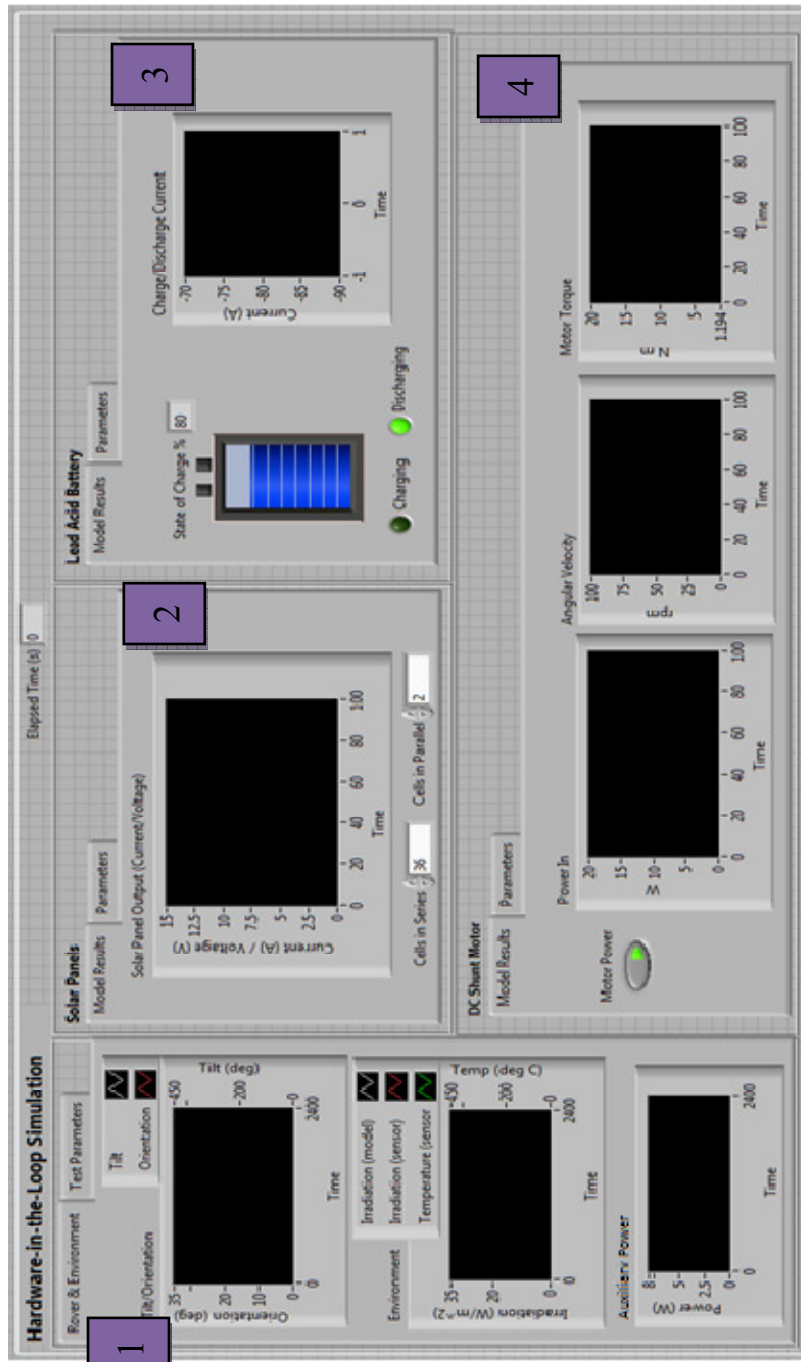 Hardware-in-the-Loop Simulation
Elapsed Time (s) 0
1
Rover & Environment
Test Parameters
Tilt/Orientation
Tilt
Orientation
Orientation (deg)
35
30
20
10
0
Tilt (deg)
450
200
0
0
2400
Time
Environment
Irradiation (model)
Irradiation (sensor)
Temperature (sensor
Irradiation (W/m^2)
35
30
20
10
0
Temp (deg C)
450
200
0
0
2400
Time
Auxiliary Power
Power (W)
8
5
2.5
0
0
2400
Time
Solar Panels
2
Model Results
Parameters
Solar Panel Output (Current/Voltage)
Current (A) / Voltage (V)
15
12.5
10
7.5
5
2.5
0
0
20
40
60
80
100
Time
Cells in Series
36
Cells in Parallel
2
Lead Acid Battery
3
Model Results
Parameters
State of Charge %
80
Charging
Discharging
Charge/Discharge Current
Current (A)
-70
-75
-80
-85
-90
-1
0
1
Time
DC Shunt Motor
4
Model Results
Parameters
Motor Power
Power In
W
20
15
10
5
0
0
20
40
60
80
100
Time
Angular Velocity
rpm
100
75
50
25
0
0
20
40
60
80
100
Time
Motor Torque
N m
20
15
10
5
1.194
0
20
40
60
80
100
Time